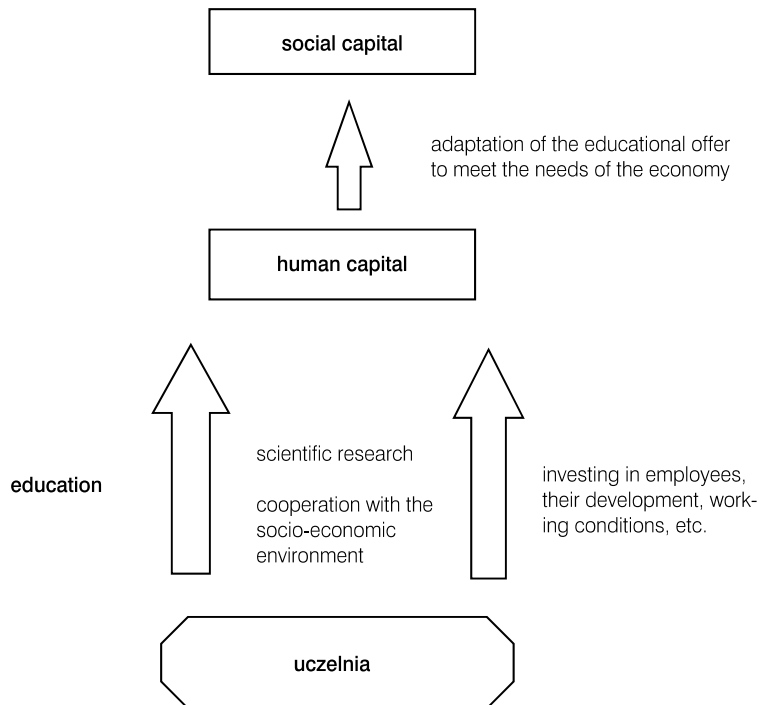 social capital
adaptation of the educational offer
to meet the needs of the economy
human capital
scientific research
education
cooperation with the
socio-economic
environment
investing in employees,
their development, work-
ing conditions, etc.
uczelnia